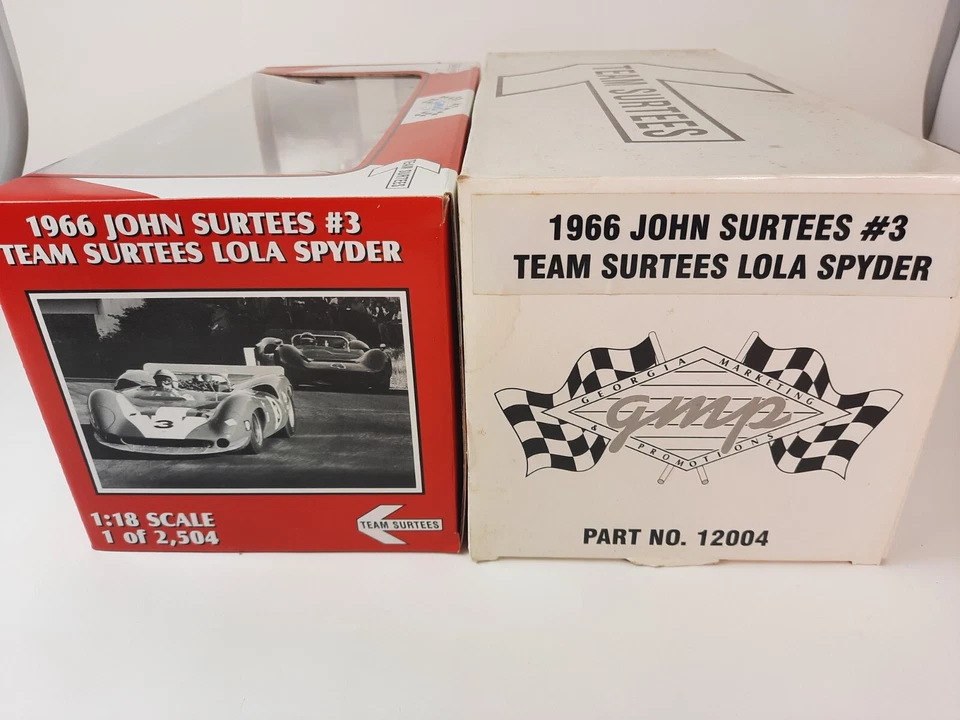 TEAM SURTEES
1966 JOHN SURTEES #3
TEAM SURTEES LOLA SPYDER
3
1:18 SCALE
1 of 2,504
TEAM SURTEES
TEAM SURTEES
1966 JOHN SURTEES #3
TEAM SURTEES LOLA SPYDER
GEORGIA MARKETING
gmp
& PROMOTIONS
PART NO. 12004